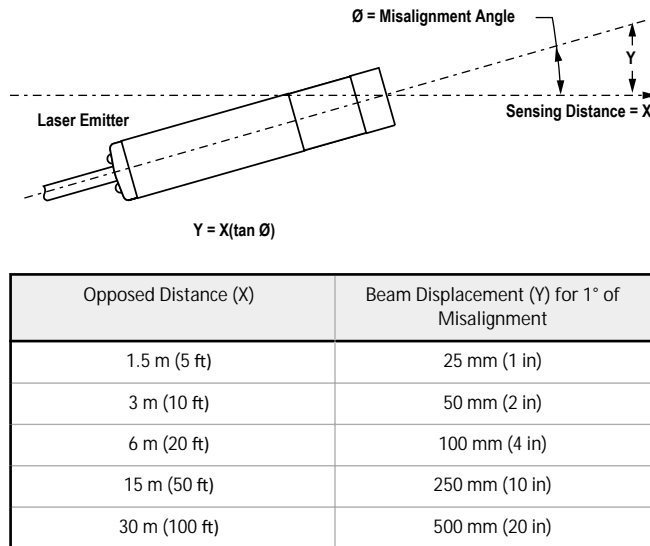 Ø = Misalignment Angle
Y
Laser Emitter
Sensing Distance = X
Y = X(tan Ø)
Opposed Distance (X)
Beam Displacement (Y) for 1° of
Misalignment
1.5 m (5 ft)
25 mm (1 in)
3 m (10 ft)
50 mm (2 in)
6 m (20 ft)
100 mm (4 in)
15 m (50 ft)
250 mm (10 in)
30 m (100 ft)
500 mm (20 in)